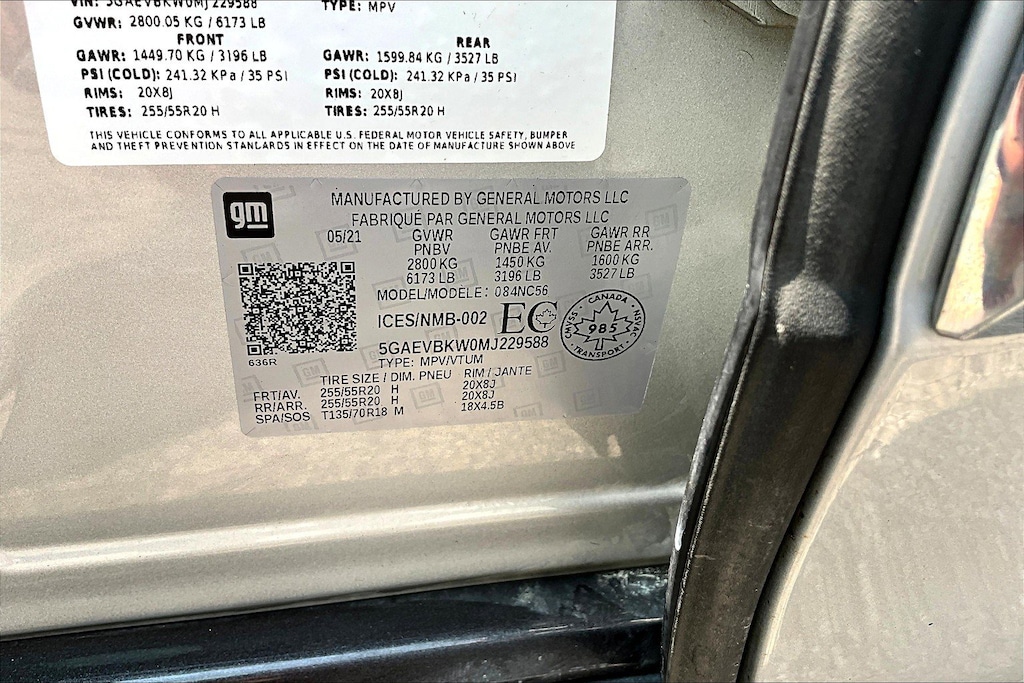 VIN: 5GAEVBKW0MJ229588 TYPE: MPV
GVWR: 2800.05 KG / 6173 LB
FRONT REAR
GAWR: 1449.70 KG / 3196 LB GAWR: 1599.84 KG / 3527 LB
PSI (COLD): 241.32 KPa / 35 PSI PSI (COLD): 241.32 KPa / 35 PSI
RIMS: 20X8J RIMS: 20X8J
TIRES: 255/55R20 H TIRES: 255/55R20 H
THIS VEHICLE CONFORMS TO ALL APPLICABLE U.S. FEDERAL MOTOR VEHICLE SAFETY, BUMPER
AND THEFT PREVENTION STANDARDS IN EFFECT ON THE DATE OF MANUFACTURE SHOWN ABOVE
gm
MANUFACTURED BY GENERAL MOTORS LLC
FABRIQUÉ PAR GENERAL MOTORS LLC
05/21 GVWR GAWR FRT GAWR RR
PNBV PNBE AV. PNBE ARR.
2800 KG 1450 KG 1600 KG
6173 LB 3196 LB 3527 LB
MODEL/MODELE: 084NC56
ICES/NMB-002 EC
CANADA NSVAC TRANSPORT CMVSS 985
5GAEVBKW0MJ229588
TYPE: MPV/VTUM
636R
TIRE SIZE / DIM. PNEU RIM / JANTE
FRT/AV. 255/55R20 H 20X8J
RR/ARR. 255/55R20 H 20X8J
SPA/SOS T135/70R18 M 18X4.5B